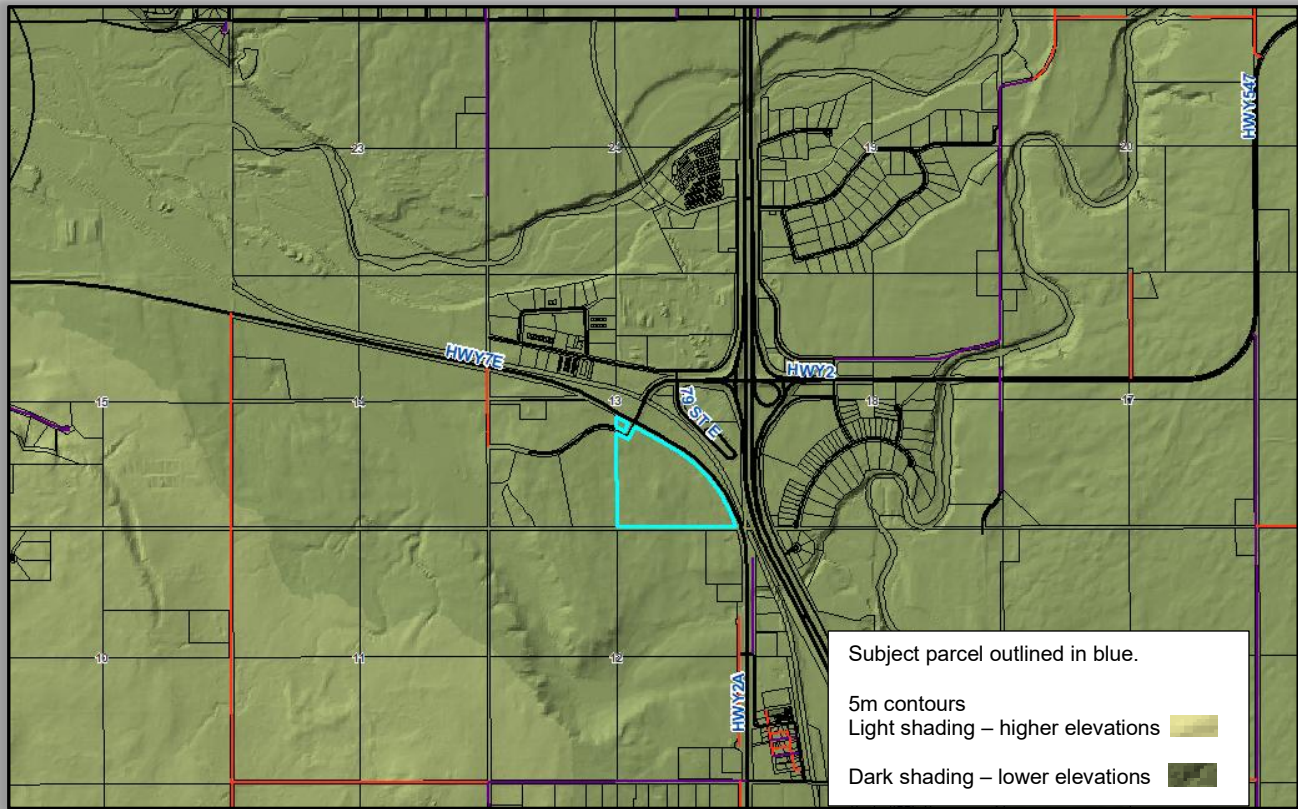 23
24
19
20
HWY547
HWY7E
HWY2
79 ST E
15
14
13
18
17
10
11
12
HWY2A
Subject parcel outlined in blue.
5m contours
Light shading – higher elevations
Dark shading – lower elevations